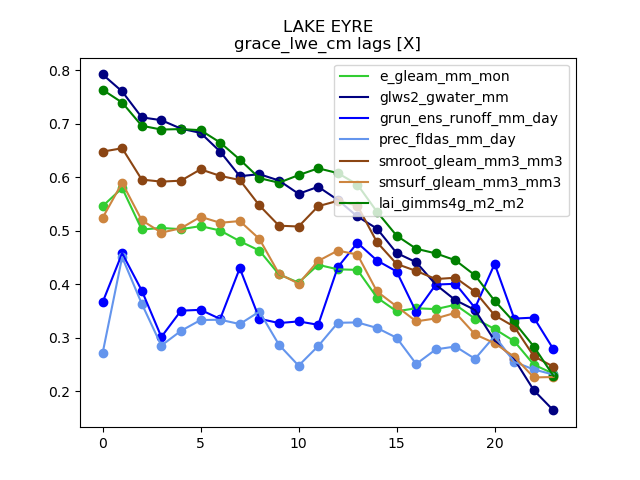 LAKE EYRE
grace_lwe_cm lags [X]
0.8
0.7
0.6
0.5
0.4
0.3
0.2
0
5
10
15
20
e_gleam_mm_mon
glws2_gwater_mm
grun_ens_runoff_mm_day
prec_fldas_mm_day
smroot_gleam_mm3_mm3
smsurf_gleam_mm3_mm3
lai_gimms4g_m2_m2